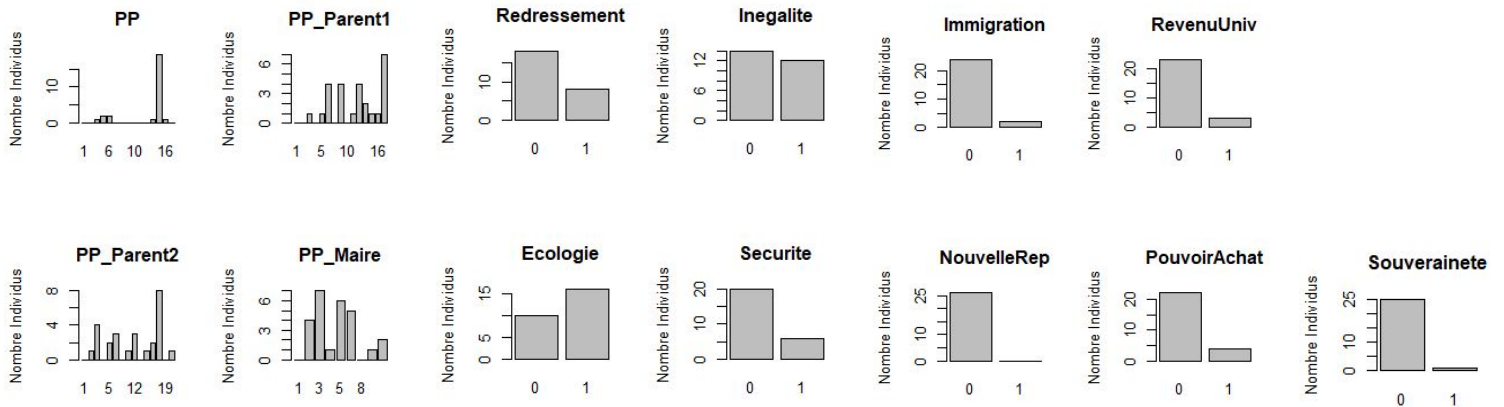 PP
Nombre Individus
0 10
1 6 10 16
PP_Parent1
Nombre Individus
0 3 6
1 5 10 16
Redressement
Nombre Individus
0 10
0 1
Inegalite
Nombre Individus
0 4 8 12
0 1
Immigration
Nombre Individus
0 10 20
0 1
RevenuUniv
Nombre Individus
0 10 20
0 1
PP_Parent2
Nombre Individus
0 4 8
1 5 12 19
PP_Maire
Nombre Individus
0 3 6
1 3 5 8
Ecologie
Nombre Individus
0 5 15
0 1
Securite
Nombre Individus
0 10 20
0 1
NouvelleRep
Nombre Individus
0 10 25
0 1
PouvoirAchat
Nombre Individus
0 10 20
0 1
Souverainete
Nombre Individus
0 10 25
0 1